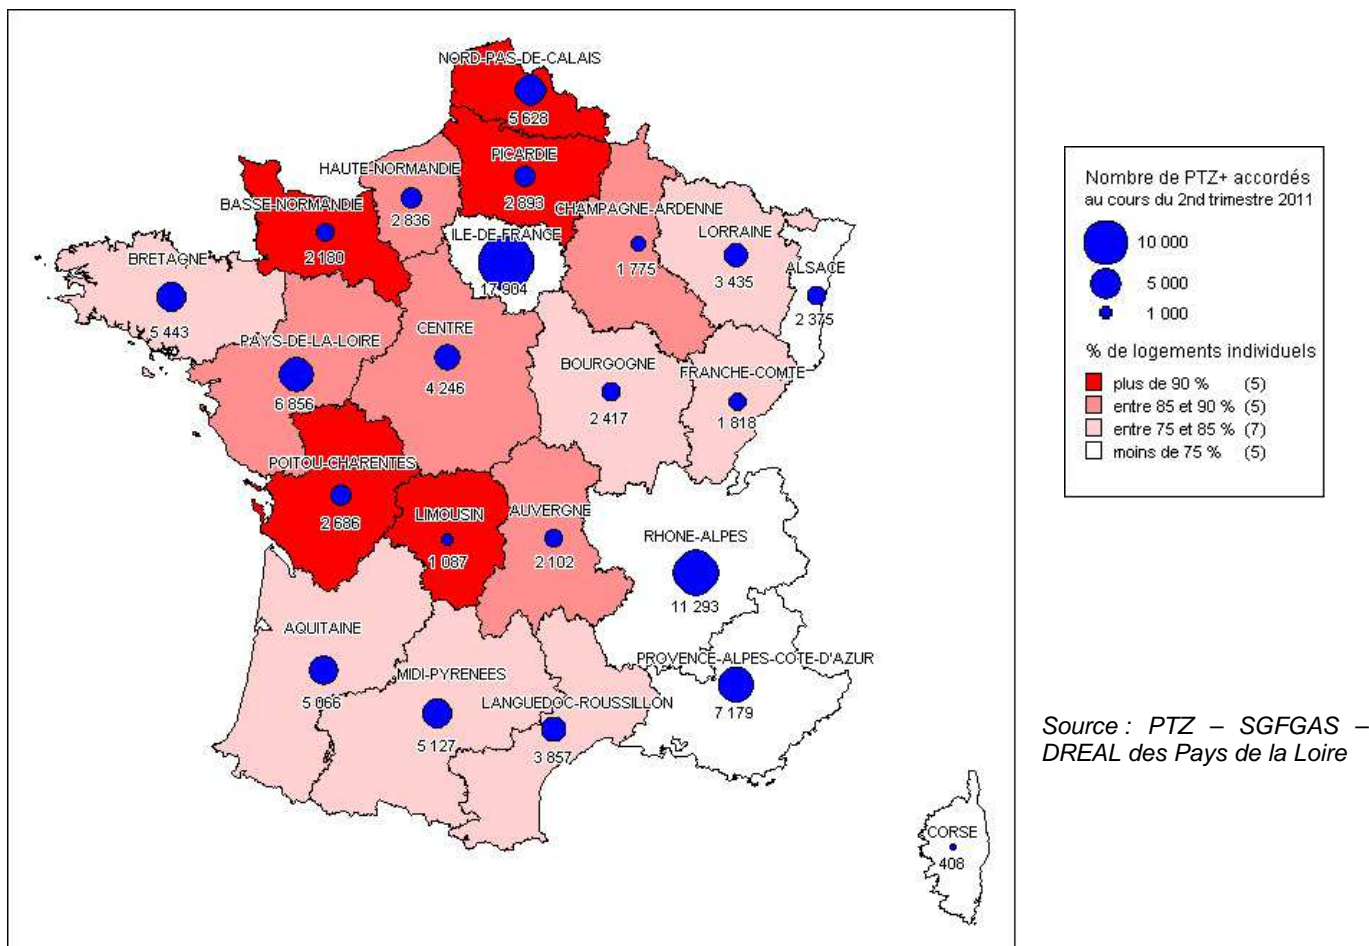 NORD-PAS-DE-CALAIS
5 628
PICARDIE
2 893
HAUTE-NORMANDIE
2 836
BASSE-NORMANDIE
2 180
CHAMPAGNE-ARDENNE
1 775
ILE-DE-FRANCE
17 904
LORRAINE
3 435
ALSACE
2 375
BRETAGNE
5 443
PAYS-DE-LA-LOIRE
6 856
CENTRE
4 246
BOURGOGNE
2 417
FRANCHE-COMTE
1 818
POITOU-CHARENTES
2 686
LIMOUSIN
1 087
AUVERGNE
2 102
RHONE-ALPES
11 293
AQUITAINE
5 066
MIDI-PYRENEES
5 127
LANGUEDOC-ROUSSILLON
3 857
PROVENCE-ALPES-COTE-D'AZUR
7 179
CORSE
408
Nombre de PTZ+ accordés
au cours du 2nd trimestre 2011
10 000
5 000
1 000
% de logements individuels
plus de 90 % (5)
entre 85 et 90 % (5)
entre 75 et 85 % (7)
moins de 75 % (5)
Source : PTZ – SGFGAS –
DREAL des Pays de la Loire